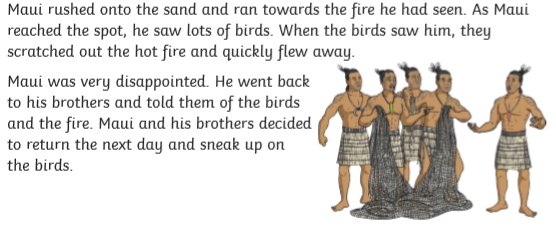 Maui rushed onto the sand and ran towards the fire he had seen. As Maui
reached the spot, he saw lots of birds. When the birds saw him, they
scratched out the hot fire and quickly flew away.
Maui was very disappointed. He went back
to his brothers and told them of the birds
and the fire. Maui and his brothers decided
to return the next day and sneak up on
the birds.